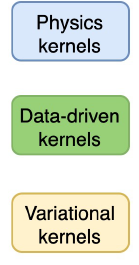 Physics
kernels
Data-driven
kernels
Variational
kernels